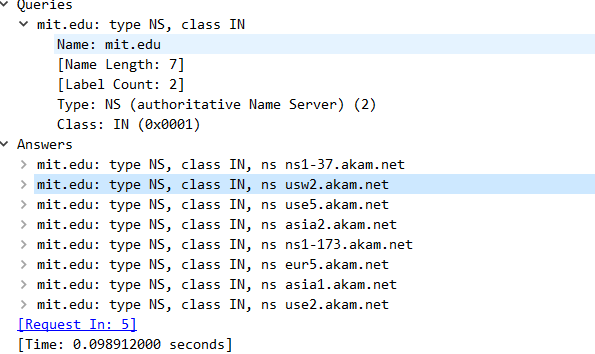 Queries
mit.edu: type NS, class IN
Name: mit.edu
[Name Length: 7]
[Label Count: 2]
Type: NS (authoritative Name Server) (2)
Class: IN (0x0001)
Answers
mit.edu: type NS, class IN, ns ns1-37.akam.net
mit.edu: type NS, class IN, ns usw2.akam.net
mit.edu: type NS, class IN, ns use5.akam.net
mit.edu: type NS, class IN, ns asia2.akam.net
mit.edu: type NS, class IN, ns ns1-173.akam.net
mit.edu: type NS, class IN, ns eur5.akam.net
mit.edu: type NS, class IN, ns asia1.akam.net
mit.edu: type NS, class IN, ns use2.akam.net
[Request In: 5]
[Time: 0.098912000 seconds]